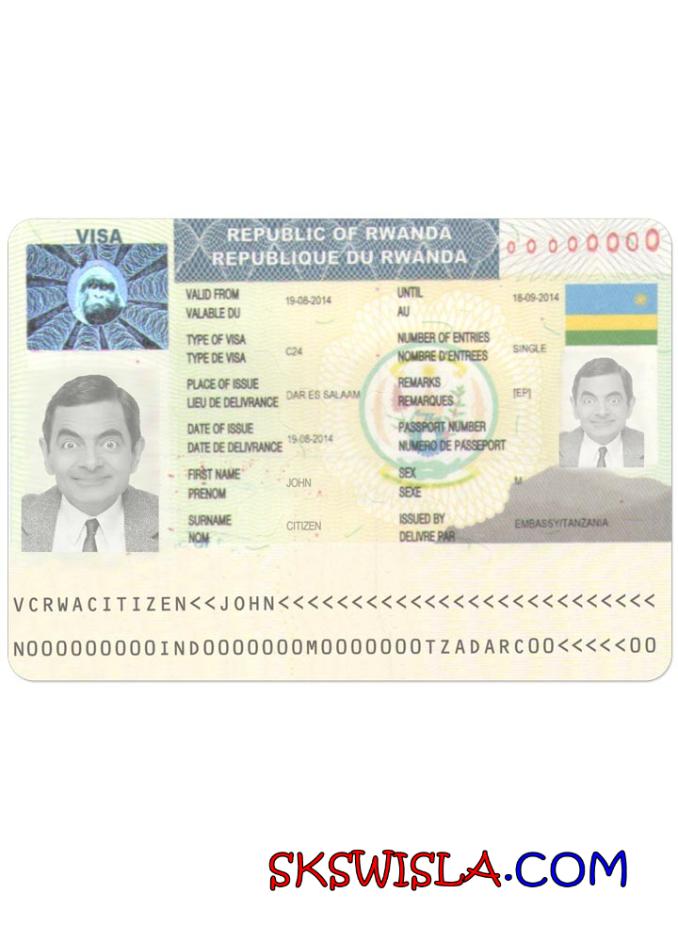 VISA
REPUBLIC OF RWANDA
REPUBLIQUE DU RWANDA
00000000
VALID FROM
VALABLE DU
19-08-2014
UNTIL
AU
18-09-2014
TYPE OF VISA
TYPE DE VISA
C24
NUMBER OF ENTRIES
NOMBRE D'ENTREES
SINGLE
PLACE OF ISSUE
LIEU DE DELIVRANCE
DAR ES SALAAM
REMARKS
REMARQUES
[EP]
DATE OF ISSUE
DATE DE DELIVRANCE
19-08-2014
PASSPORT NUMBER
NUMERO DE PASSEPORT
FIRST NAME
PRENOM
JOHN
SEX
SEXE
M
SURNAME
NOM
CITIZEN
ISSUED BY
DELIVRE PAR
EMBASSY/TANZANIA
VCRWACITIZEN<<JOHN<<<<<<<<<<<<<<<<<<<<<<<<<<
N000000000IND0000000M0000000TZADARC00<<<<<00
SKSWISLA.COM